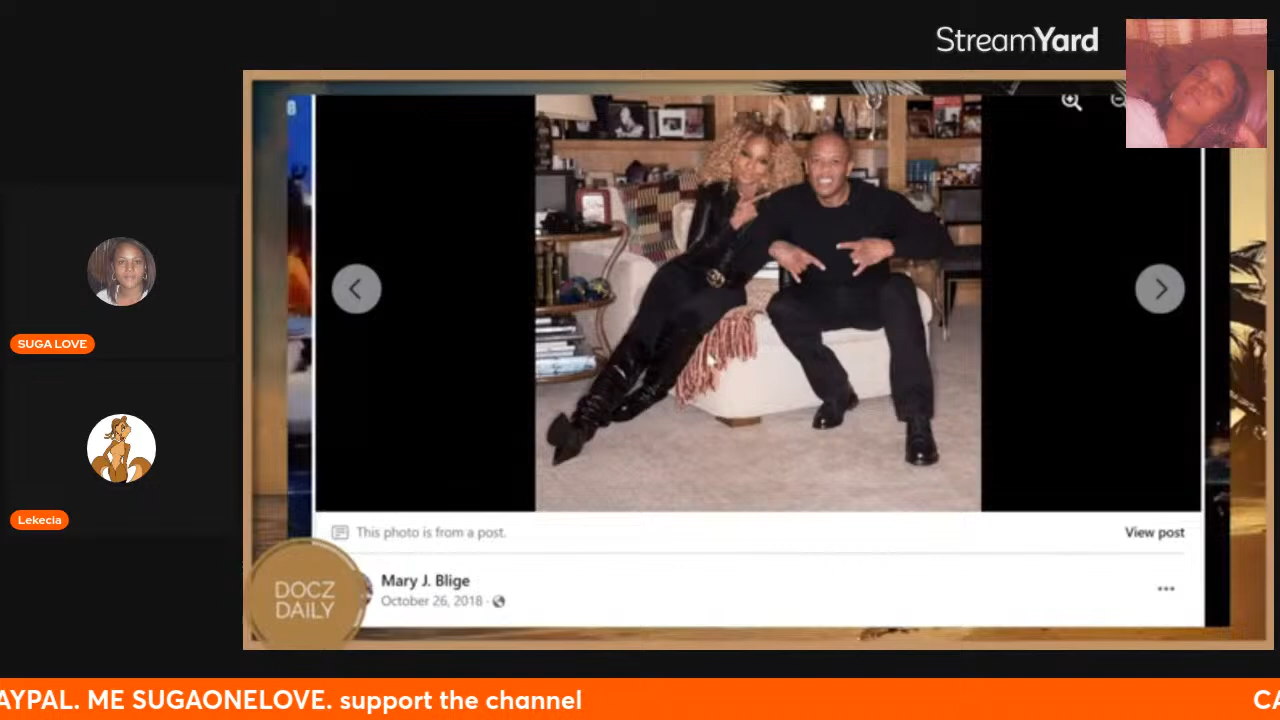 StreamYard
SUGA LOVE
Lekecia
This photo is from a post.
View post
DOCZ
DAILY
Mary J. Blige
October 26, 2018 ·
AYPAL. ME SUGAONELOVE. support the channel
CA